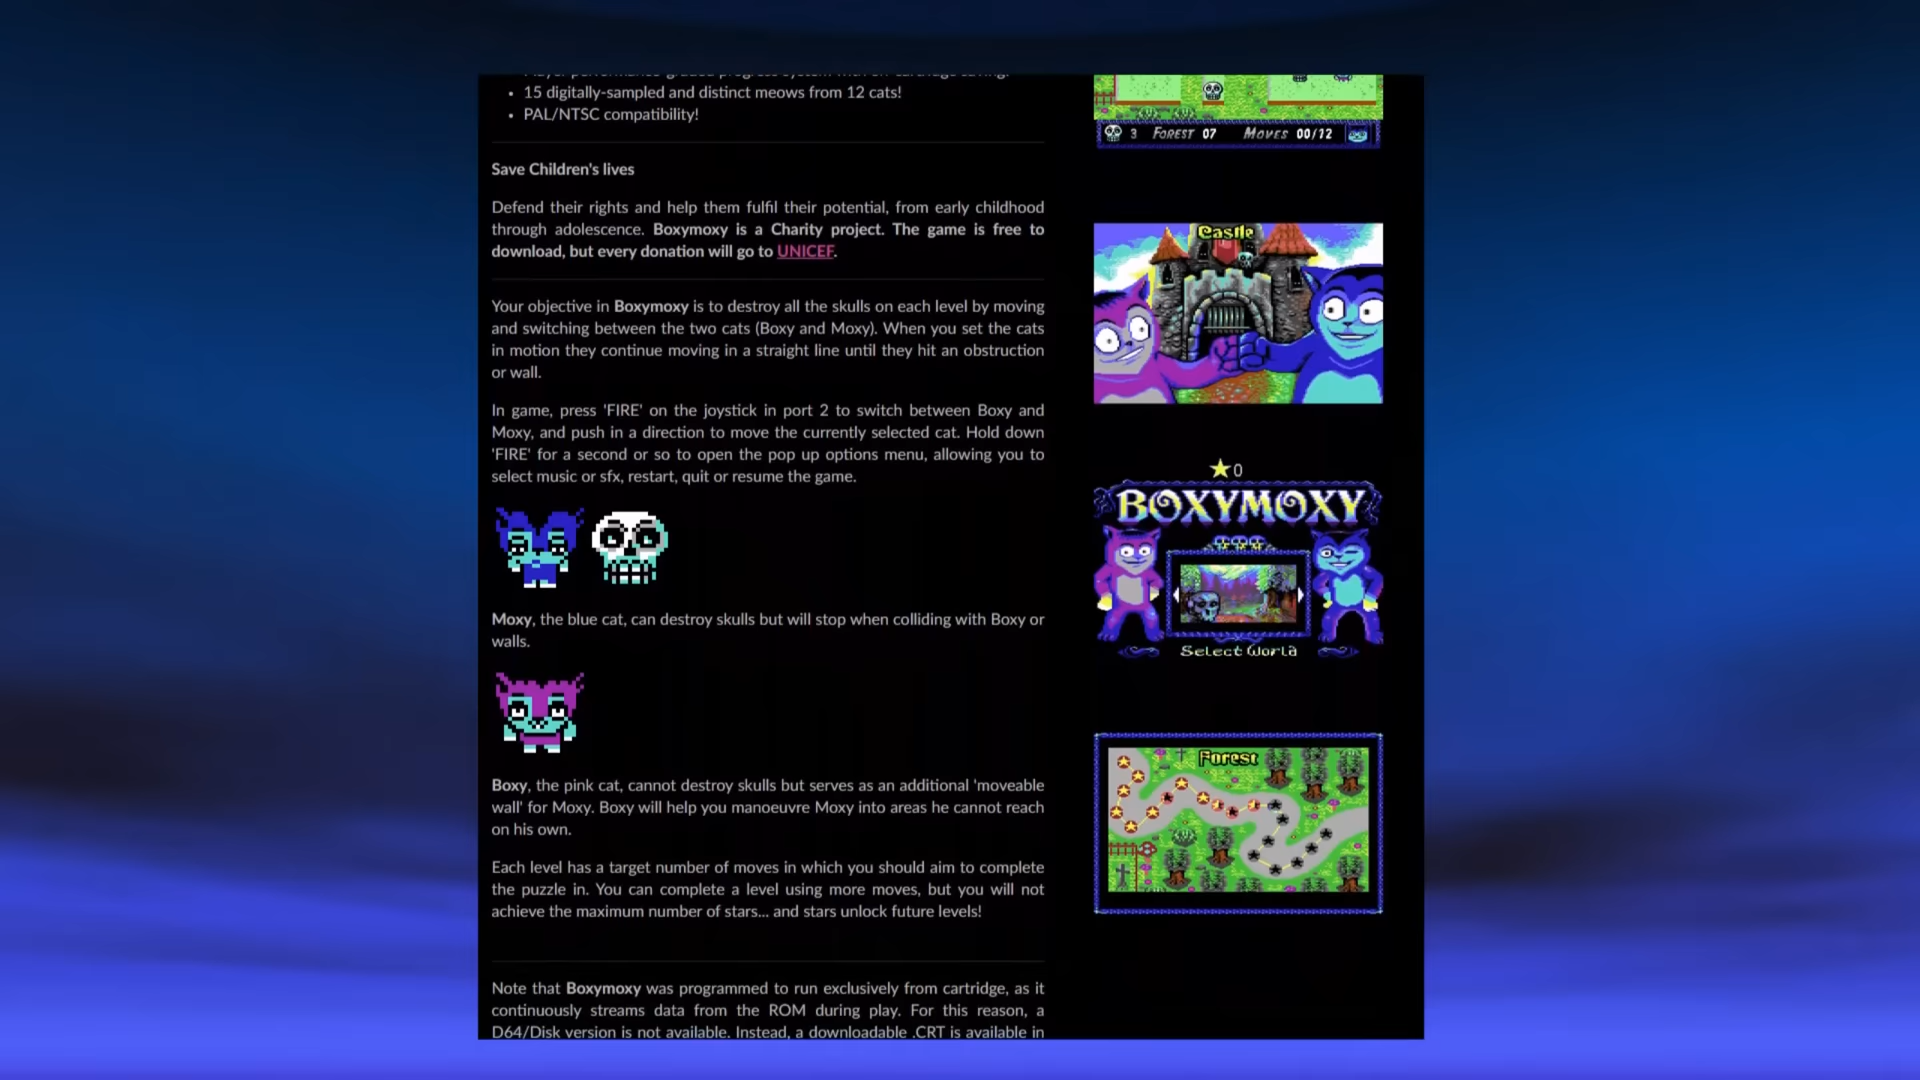 • 15 digitally-sampled and distinct meows from 12 cats!
• PAL/NTSC compatibility!
Save Children's lives
Defend their rights and help them fulfil their potential, from early childhood
through adolescence. Boxymoxy is a Charity project. The game is free to
download, but every donation will go to UNICEF.
Your objective in Boxymoxy is to destroy all the skulls on each level by moving
and switching between the two cats (Boxy and Moxy). When you set the cats
in motion they continue moving in a straight line until they hit an obstruction
or wall.
In game, press 'FIRE' on the joystick in port 2 to switch between Boxy and
Moxy, and push in a direction to move the currently selected cat. Hold down
'FIRE' for a second or so to open the pop up options menu, allowing you to
select music or sfx, restart, quit or resume the game.
Moxy, the blue cat, can destroy skulls but will stop when colliding with Boxy or
walls.
Boxy, the pink cat, cannot destroy skulls but serves as an additional 'moveable
wall' for Moxy. Boxy will help you manoeuvre Moxy into areas he cannot reach
on his own.
Each level has a target number of moves in which you should aim to complete
the puzzle in. You can complete a level using more moves, but you will not
achieve the maximum number of stars... and stars unlock future levels!
Note that Boxymoxy was programmed to run exclusively from cartridge, as it
continuously streams data from the ROM during play. For this reason, a
D64/Disk version is not available. Instead, a downloadable .CRT is available in
3 FOREST 07 MOVES 00/12
Castle
0
BOXYMOXY
Select World
Forest